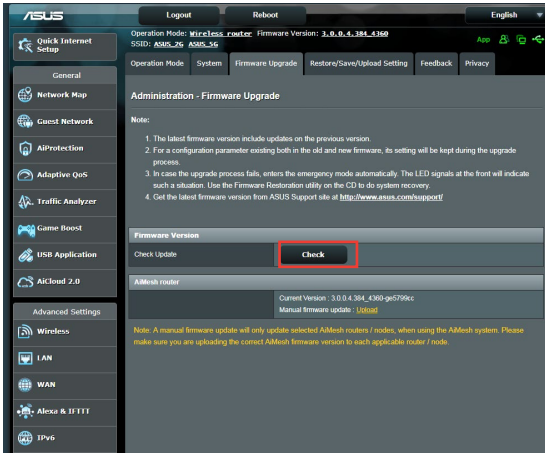 ASUS
Logout
Reboot
English
Operation Mode: Wireless router Firmware Version: 3.0.0.4.384_4360
SSID: ASUS_2G ASUS_5G
App
Quick Internet
Setup
Operation Mode
System
Firmware Upgrade
Restore/Save/Upload Setting
Feedback
Privacy
General
Network Map
Guest Network
AiProtection
Adaptive QoS
Traffic Analyzer
Game Boost
USB Application
AiCloud 2.0
Advanced Settings
Wireless
LAN
WAN
Alexa & IFTTT
IPv6
Administration - Firmware Upgrade
Note:
1. The latest firmware version include updates on the previous version.
2. For a configuration parameter existing both in the old and new firmware, its setting will be kept during the upgrade
process.
3. In case the upgrade process fails, enters the emergency mode automatically. The LED signals at the front will indicate
such a situation. Use the Firmware Restoration utility on the CD to do system recovery.
4. Get the latest firmware version from ASUS Support site at http://www.asus.com/support/
Firmware Version
Check Update
Check
AiMesh router
Current Version : 3.0.0.4.384_4360-ge5799cc
Manual firmware update : Upload
Note: A manual firmware update will only update selected AiMesh routers / nodes, when using the AiMesh system. Please
make sure you are uploading the correct AiMesh firmware version to each applicable router / node.